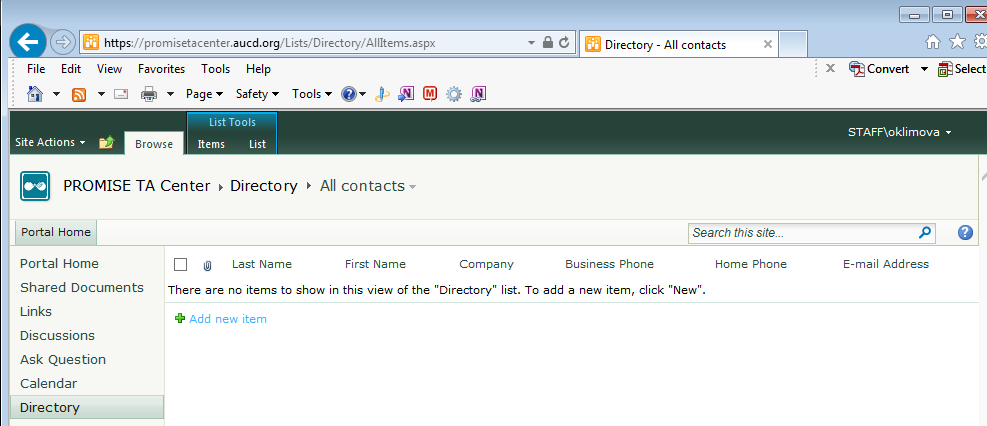 https://promisetacenter.aucd.org/Lists/Directory/AllItems.aspx
Directory - All contacts
File Edit View Favorites Tools Help
Convert Select
Page Safety Tools
List Tools
Site Actions Browse Items List STAFF\oklimova
PROMISE TA Center Directory All contacts
Portal Home Search this site...
Portal Home
Shared Documents
Links
Discussions
Ask Question
Calendar
Directory
Last Name First Name Company Business Phone Home Phone E-mail Address
There are no items to show in this view of the "Directory" list. To add a new item, click "New".
Add new item